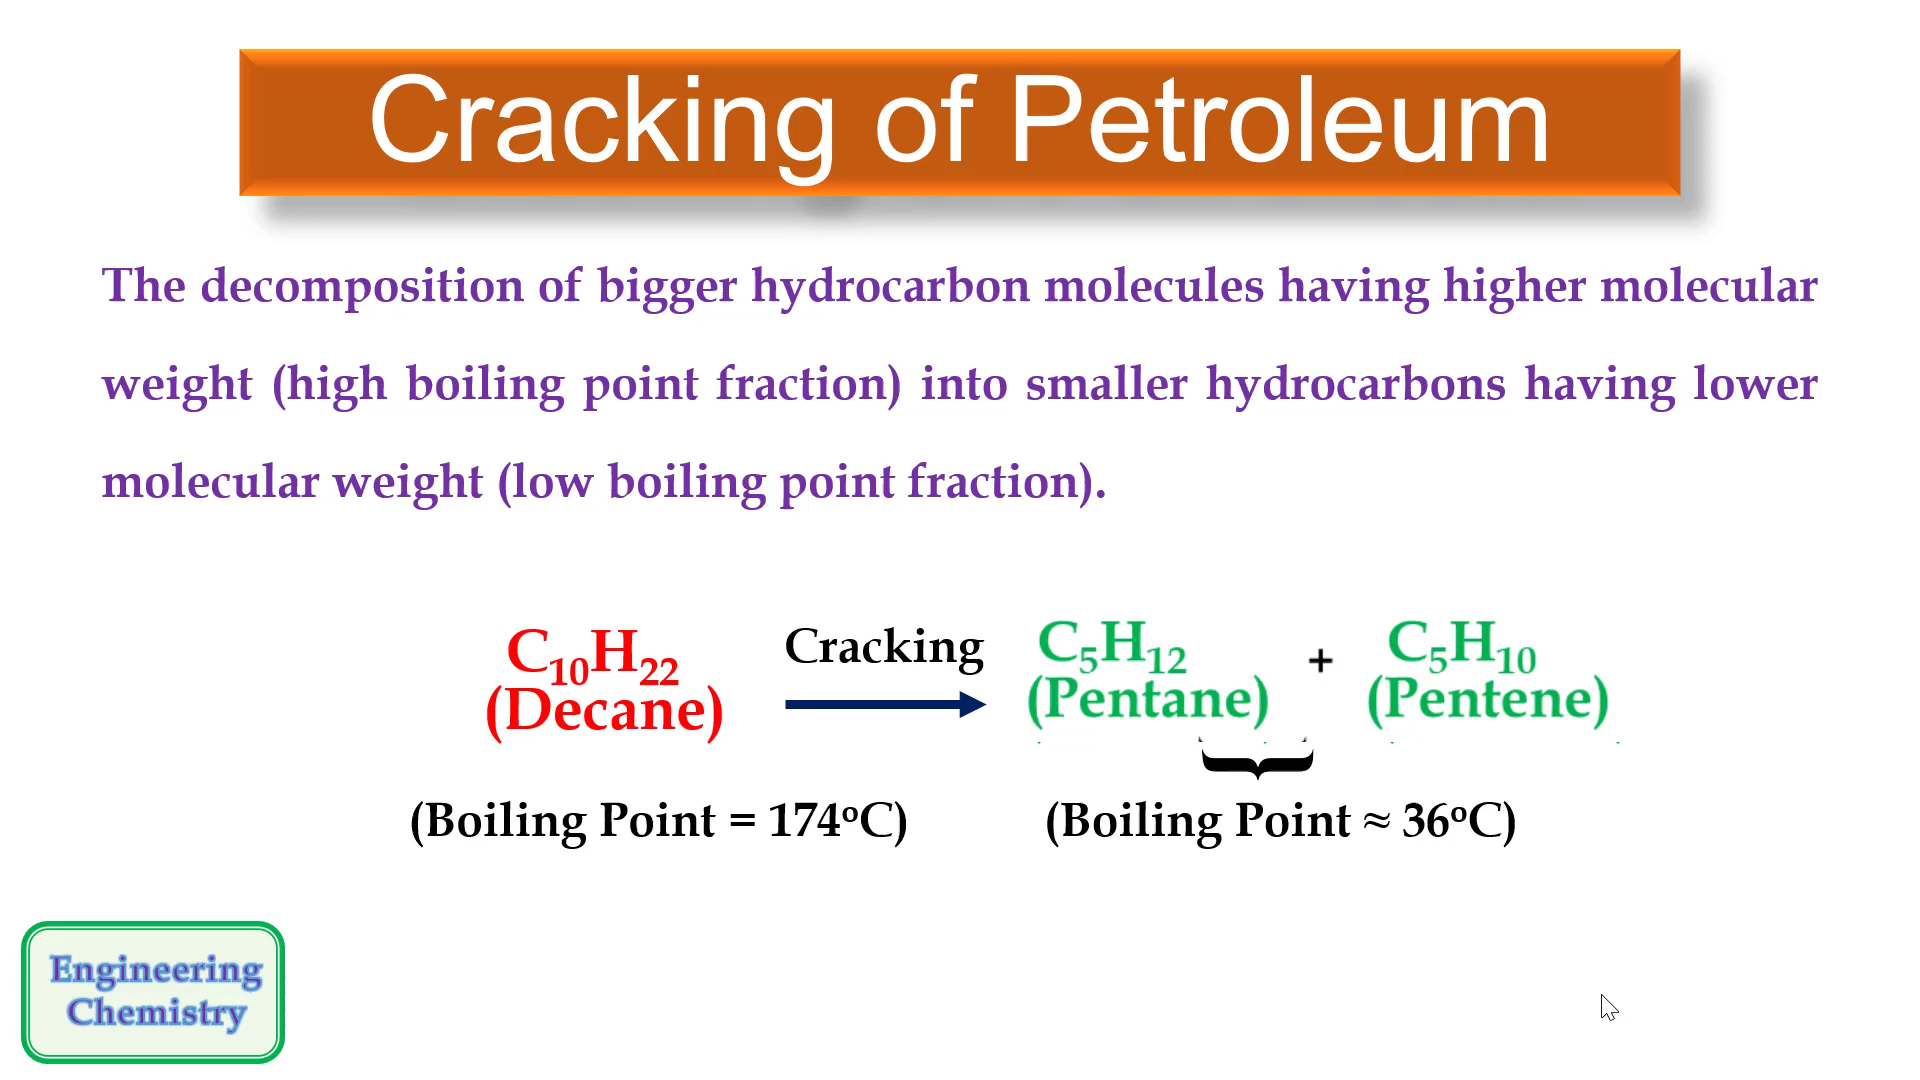 Cracking of Petroleum
The decomposition of bigger hydrocarbon molecules having higher molecular
weight (high boiling point fraction) into smaller hydrocarbons having lower
molecular weight (low boiling point fraction).
C₁₀H₂₂ Cracking C₅H₁₂ + C₅H₁₀
(Decane) (Pentane) (Pentene)
(Boiling Point = 174ᵒC) (Boiling Point ≈ 36ᵒC)
Engineering
Chemistry